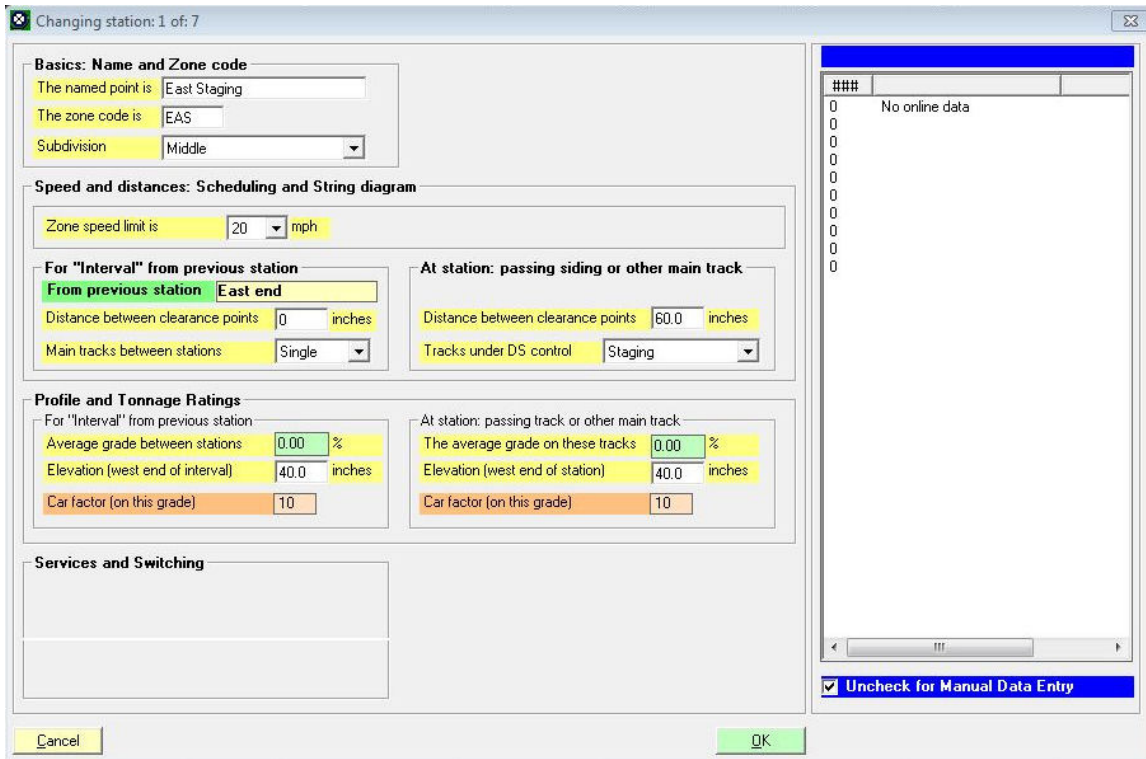 Changing station: 1 of: 7
Basics: Name and Zone code
The named point is East Staging
The zone code is EAS
Subdivision Middle
Speed and distances: Scheduling and String diagram
Zone speed limit is 20 mph
For "Interval" from previous station
From previous station East end
Distance between clearance points 0 inches
Main tracks between stations Single
At station: passing siding or other main track
Distance between clearance points 60.0 inches
Tracks under DS control Staging
Profile and Tonnage Ratings
For "Interval" from previous station
Average grade between stations 0.00 %
Elevation (west end of interval) 40.0 inches
Car factor (on this grade) 10
At station: passing track or other main track
The average grade on these tracks 0.00 %
Elevation (west end of station) 40.0 inches
Car factor (on this grade) 10
Services and Switching
###
0 No online data
0
0
0
0
0
0
0
0
0
Uncheck for Manual Data Entry
Cancel
OK